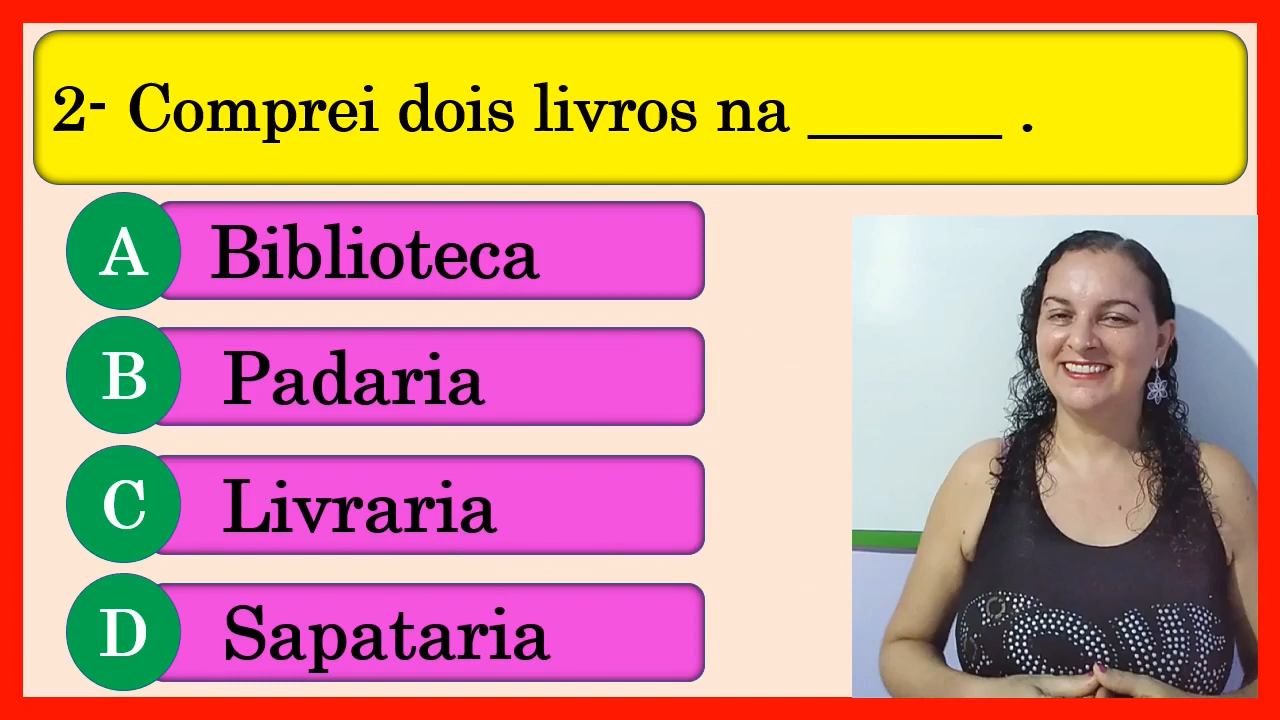 2- Comprei dois livros na ______ .
A Biblioteca
B Padaria
C Livraria
D Sapataria